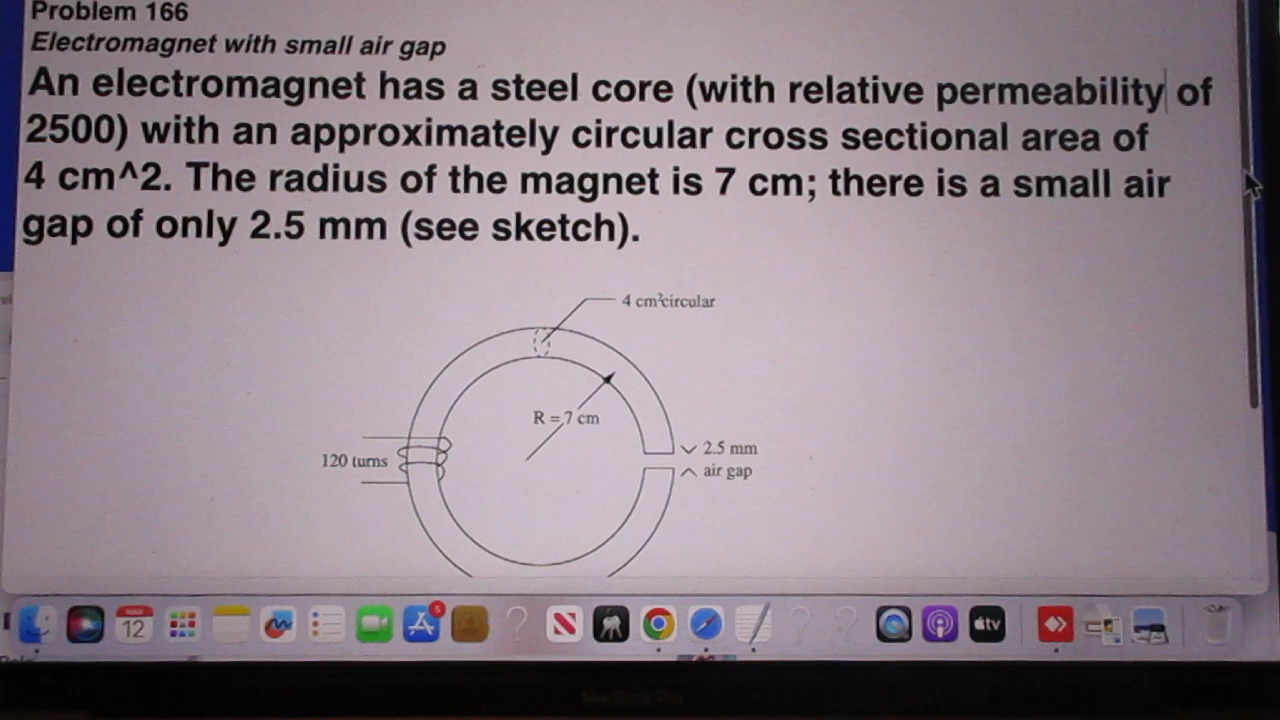 Problem 166
Electromagnet with small air gap
An electromagnet has a steel core (with relative permeability of
2500) with an approximately circular cross sectional area of
4 cm^2. The radius of the magnet is 7 cm; there is a small air
gap of only 2.5 mm (see sketch).
4 cm² circular
R = 7 cm
2.5 mm
120 turns
air gap
12
5
tv